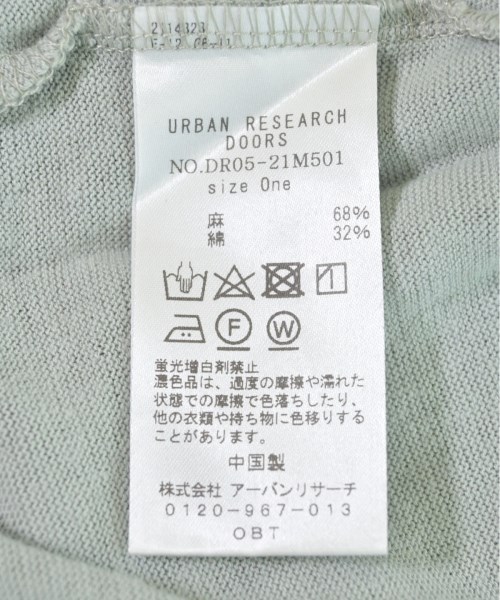 URBAN RESEARCH
DOORS
NO.DR05-21M501
size One
麻 68%
綿 32%
F W
蛍光増白剤禁止
濃色品は、過度の摩擦や濡れた
状態での摩擦で色落ちしたり、
他の衣類や持ち物に色移りする
ことがあります。
中国製
株式会社 アーバンリサーチ
0120-967-013
OBT